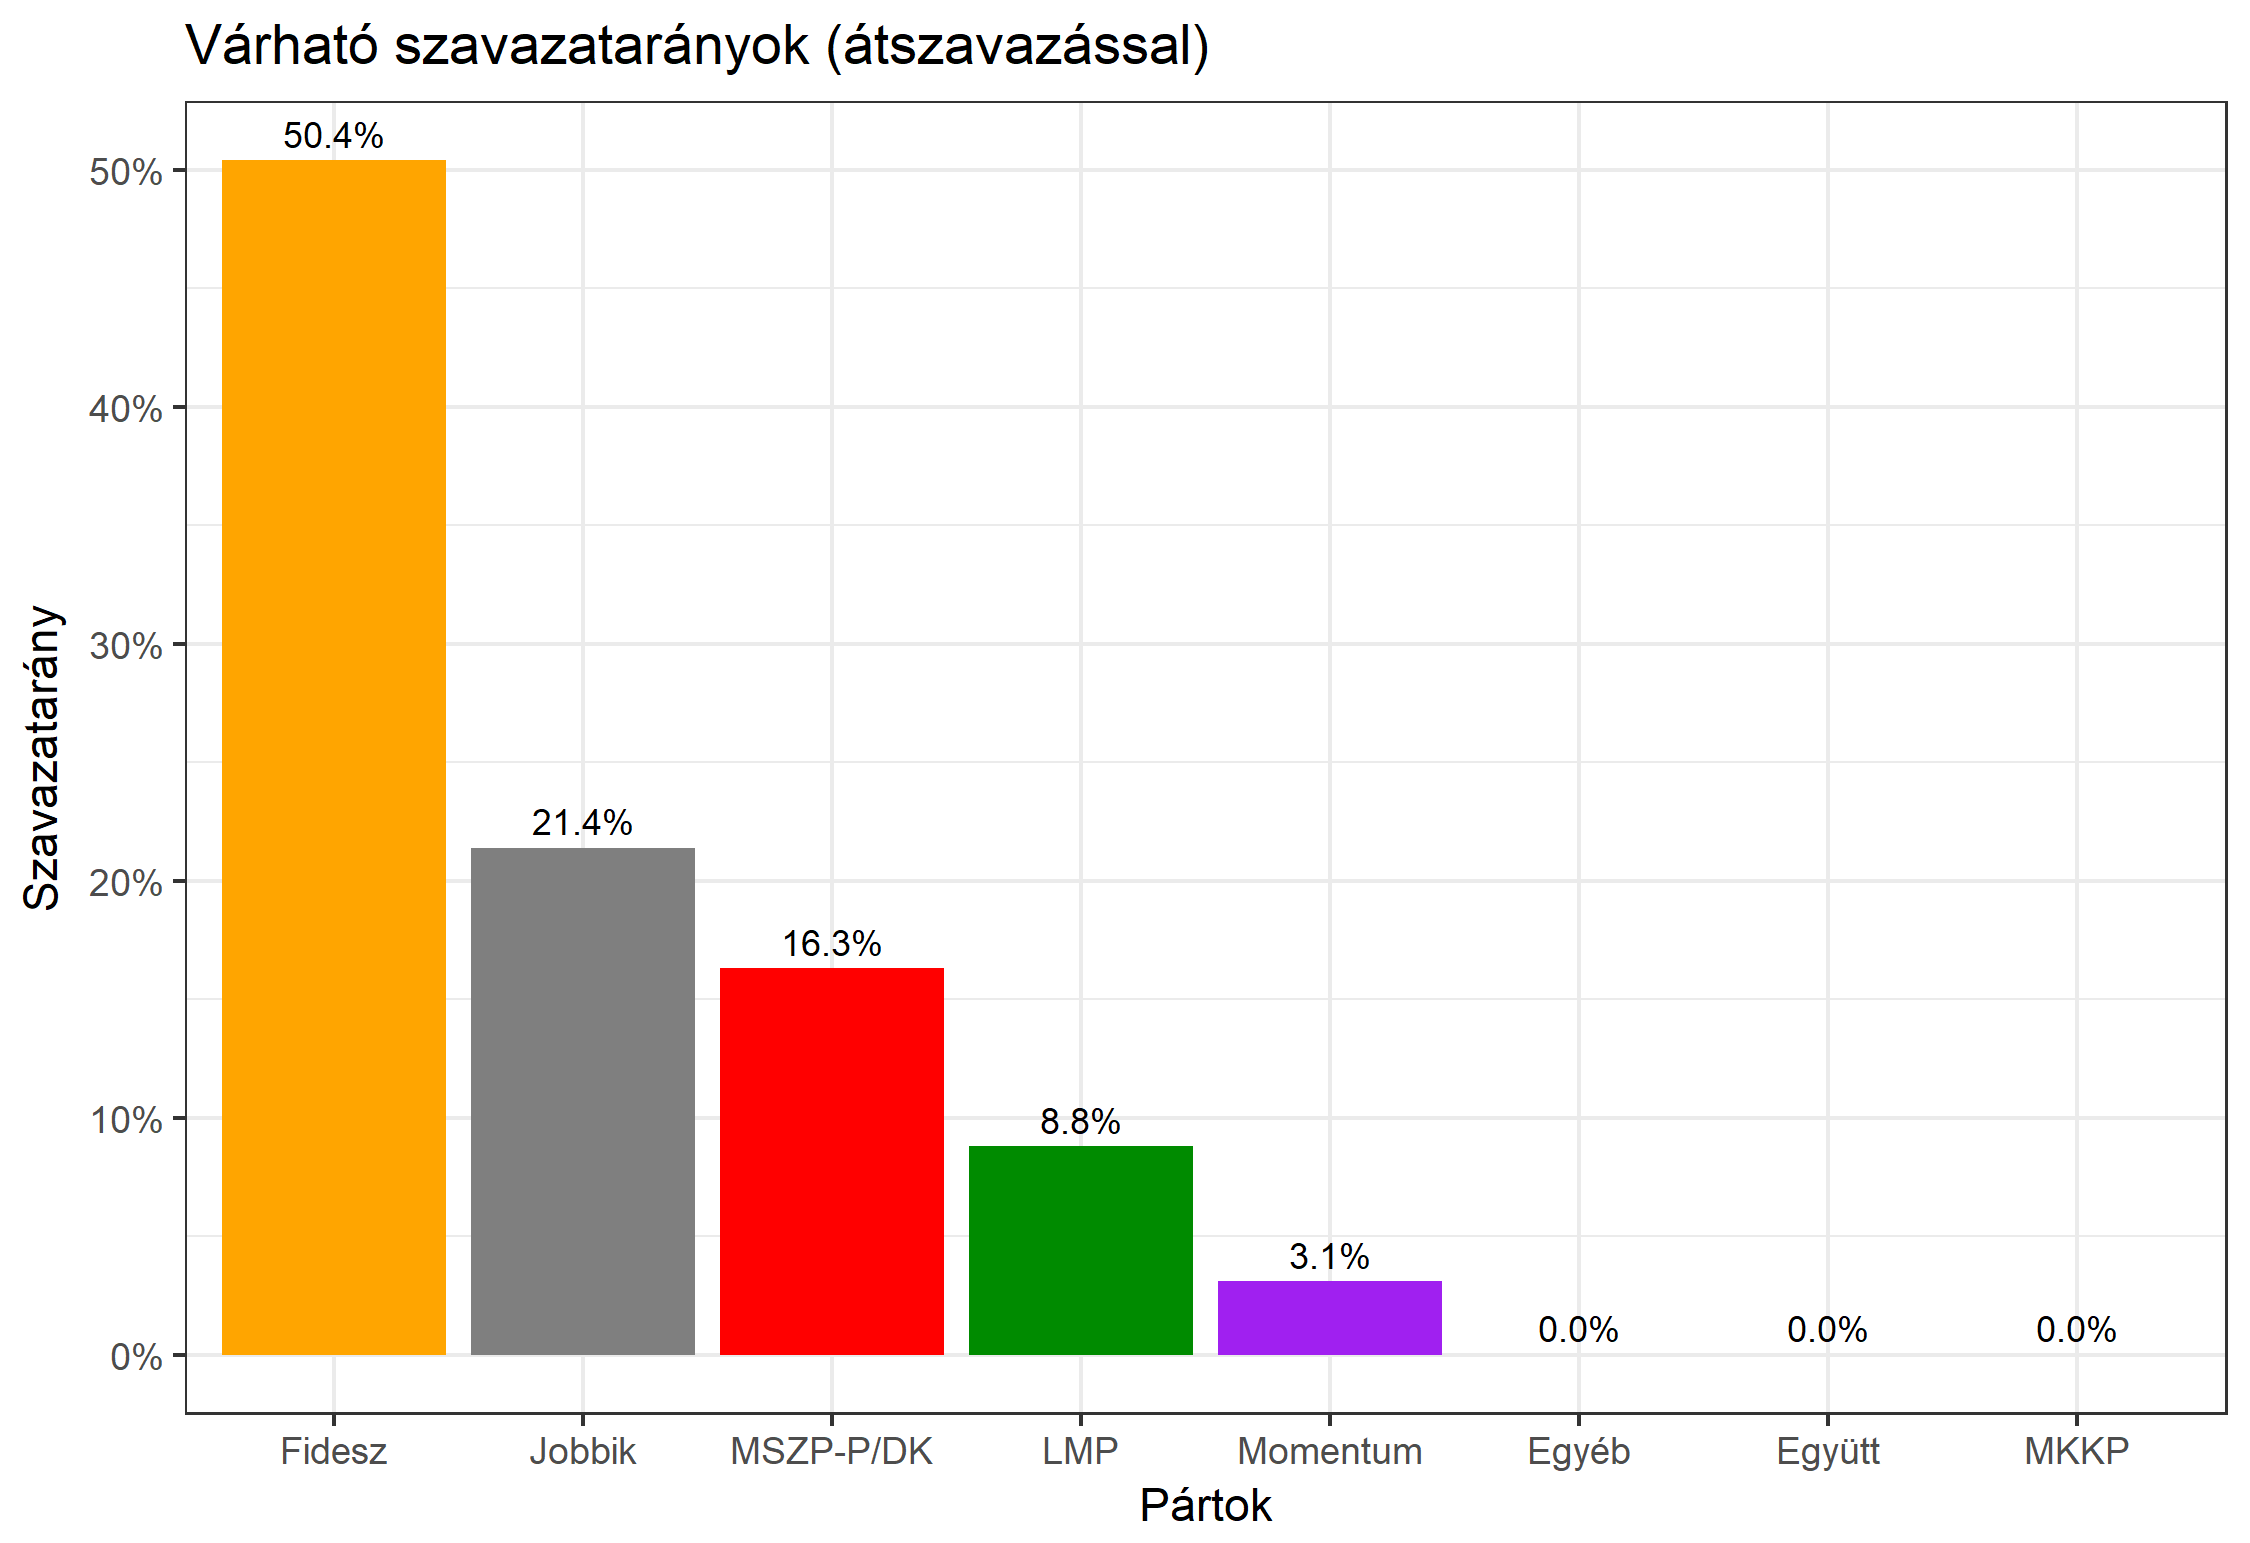 Várható szavazatarányok (átszavazással)
50.4%
50%
40%
30%
21.4%
20%
16.3%
10%
8.8%
3.1%
0.0%
0.0%
0.0%
0%
Szavazatarány
Fidesz
Jobbik
MSZP-P/DK
LMP
Momentum
Egyéb
Együtt
MKKP
Pártok